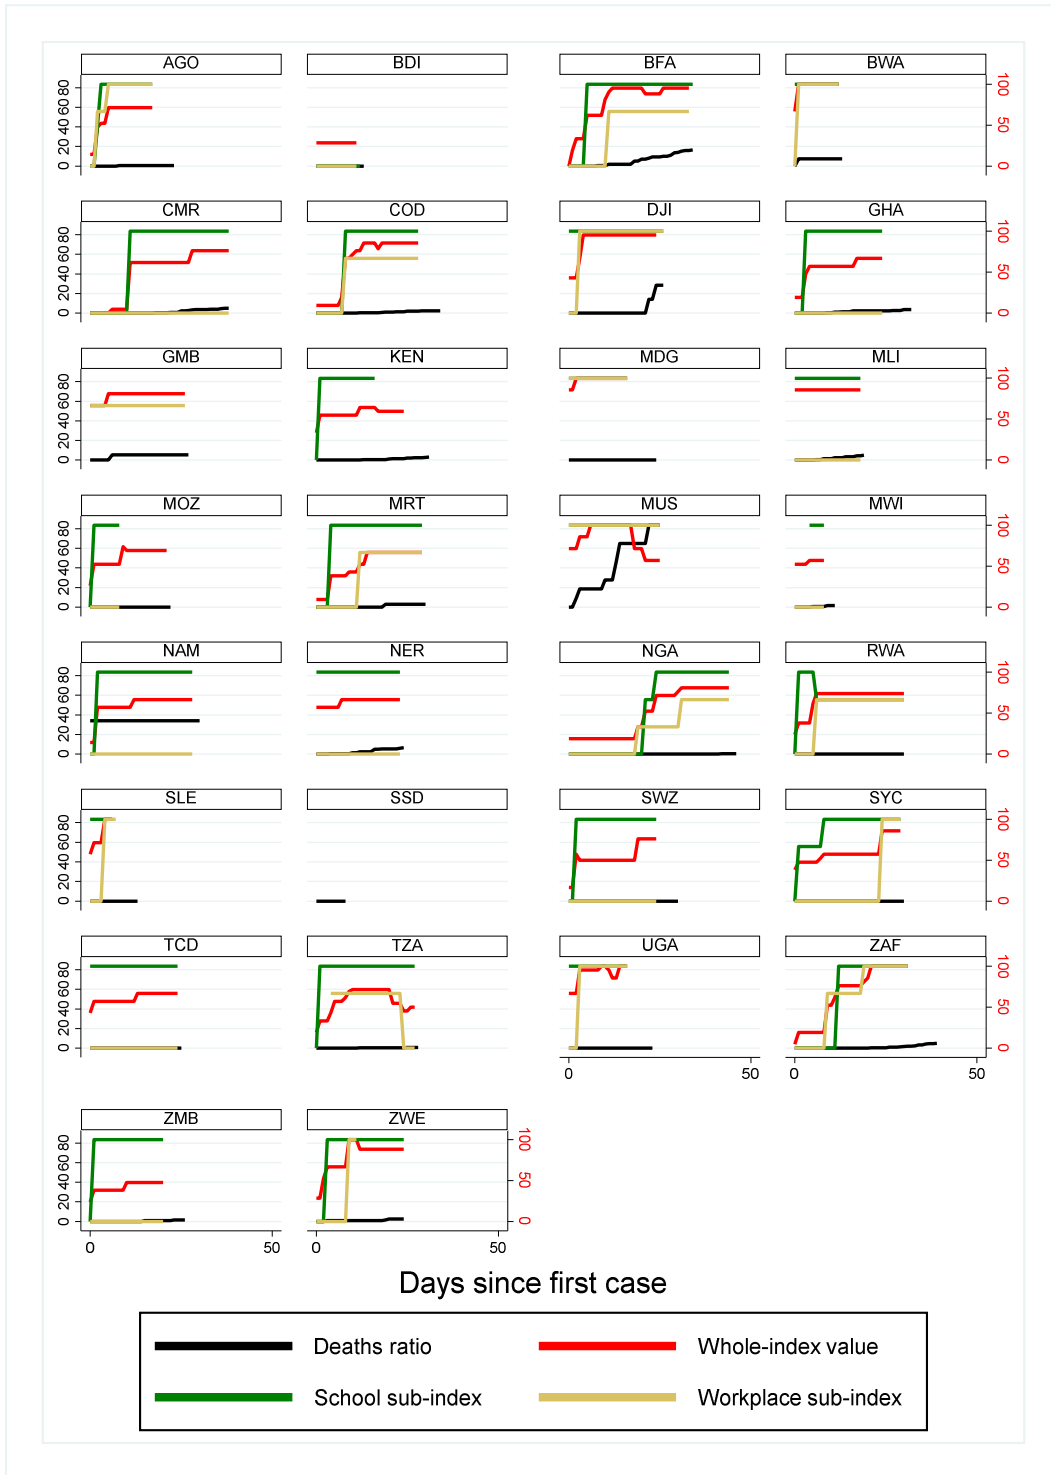 AGO BDI BFA BWA
0 20 40 60 80 0 50 100
CMR COD DJI GHA
0 20 40 60 80 0 50 100
GMB KEN MDG MLI
0 20 40 60 80 0 50 100
MOZ MRT MUS MWI
0 20 40 60 80 0 50 100
NAM NER NGA RWA
0 20 40 60 80 0 50 100
SLE SSD SWZ SYC
0 20 40 60 80 0 50 100
TCD TZA UGA ZAF
0 20 40 60 80 0 50 100
0 50 0 50
ZMB ZWE
0 20 40 60 80 0 50 100
0 50 0 50
Days since first case
Deaths ratio Whole-index value
School sub-index Workplace sub-index